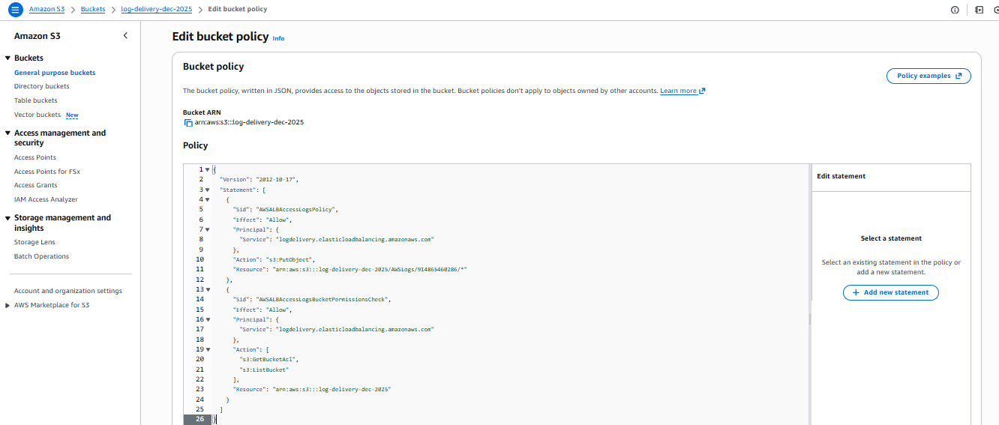 Amazon S3 > Buckets > log-delivery-dec-2025 > Edit bucket policy
Amazon S3
Buckets
General purpose buckets
Directory buckets
Table buckets
Vector buckets New
Access management and
security
Access Points
Access Points for FSx
Access Grants
IAM Access Analyzer
Storage management and
insights
Storage Lens
Batch Operations
Account and organization settings
AWS Marketplace for S3
Edit bucket policy Info
Bucket policy
Policy examples
The bucket policy, written in JSON, provides access to the objects stored in the bucket. Bucket policies don't apply to objects owned by other accounts. Learn more
Bucket ARN
arn:aws:s3:::log-delivery-dec-2025
Policy
1 {
2 "Version": "2012-10-17",
3 "Statement": [
4 {
5 "Sid": "AWSALBAccessLogsPolicy",
6 "Effect": "Allow",
7 "Principal": {
8 "Service": "logdelivery.elasticloadbalancing.amazonaws.com"
9 },
10 "Action": "s3:PutObject",
11 "Resource": "arn:aws:s3:::log-delivery-dec-2025/AWSLogs/914865460286/*"
12 },
13 {
14 "Sid": "AWSALBAccessLogsBucketPermissionsCheck",
15 "Effect": "Allow",
16 "Principal": {
17 "Service": "logdelivery.elasticloadbalancing.amazonaws.com"
18 },
19 "Action": [
20 "s3:GetBucketAcl",
21 "s3:ListBucket"
22 ],
23 "Resource": "arn:aws:s3:::log-delivery-dec-2025"
24 }
25 ]
26 }
Edit statement
Select a statement
Select an existing statement in the policy or
add a new statement.
+ Add new statement